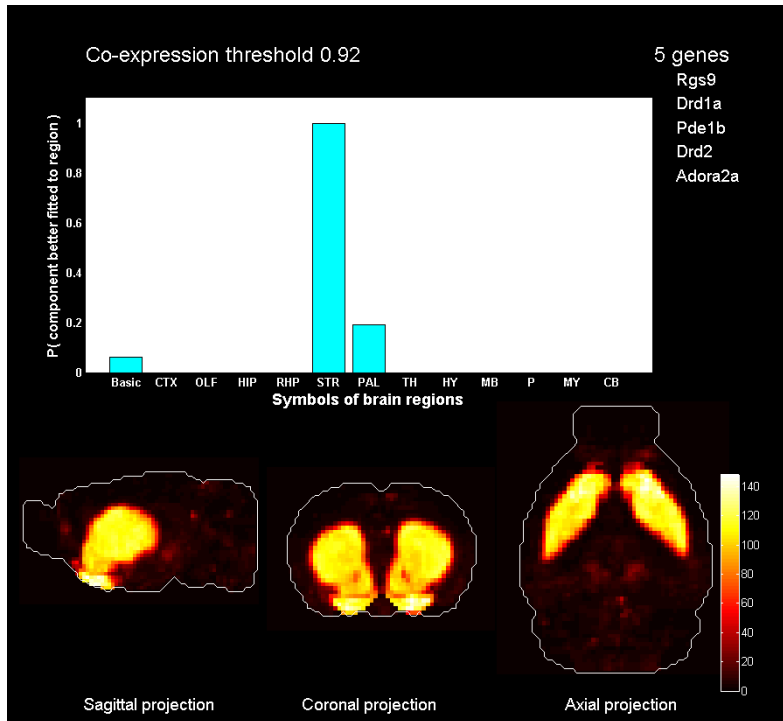 Co-expression threshold 0.92
5 genes
Rgs9
Drd1a
Pde1b
Drd2
Adora2a
P( component better fitted to region )
1
0.8
0.6
0.4
0.2
0
Basic CTX OLF HIP RHP STR PAL TH HY MB P MY CB
Symbols of brain regions
140
120
100
80
60
40
20
0
Sagittal projection
Coronal projection
Axial projection